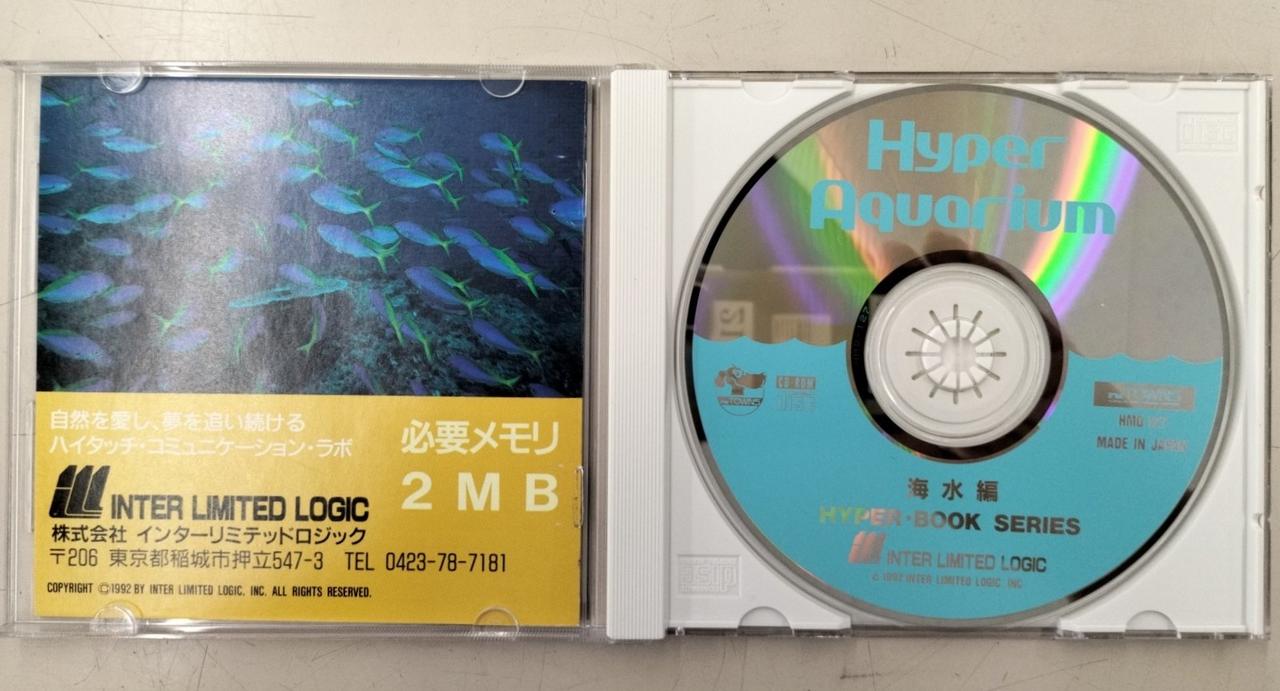 自然を愛し、夢を追い続ける
ハイタッチ・コミュニケーション・ラボ
必要メモリ
2MB
INTER LIMITED LOGIC
株式会社 インターリミテッドロジック
〒206 東京都稲城市押立547-3 TEL 0423-78-7181
COPYRIGHT ©1992 BY INTER LIMITED LOGIC, INC. ALL RIGHTS RESERVED.
Hyper
Aquarium
CD-ROM
FM TOWNS
HMD
MADE IN JAPAN
海水編
HYPER・BOOK SERIES
INTER LIMITED LOGIC
© 1992 INTER LIMITED LOGIC, INC.